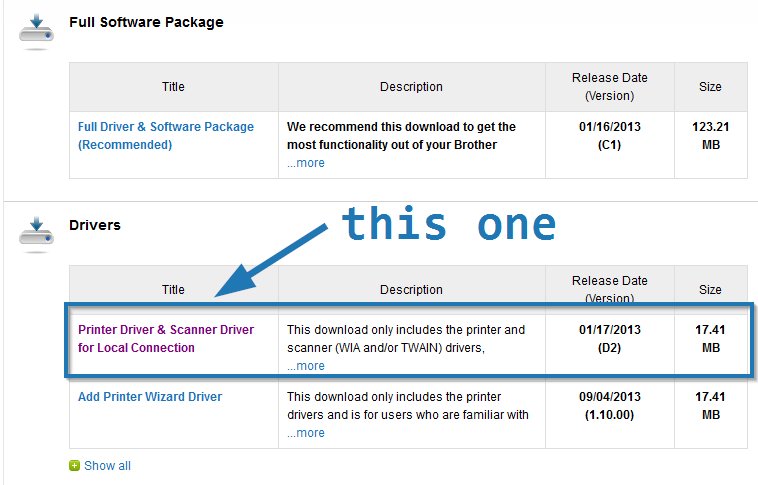 Full Software Package
Title
Description
Release Date
(Version)
Size
Full Driver & Software Package
(Recommended)
We recommend this download to get the
most functionality out of your Brother
...more
01/16/2013
(C1)
123.21
MB
Drivers
this one
Title
Description
Release Date
(Version)
Size
Printer Driver & Scanner Driver
for Local Connection
This download only includes the printer and
scanner (WIA and/or TWAIN) drivers,
...more
01/17/2013
(D2)
17.41
MB
Add Printer Wizard Driver
This download only includes the printer
drivers and is for users who are familiar with
...more
09/04/2013
(1.10.00)
17.41
MB
Show all